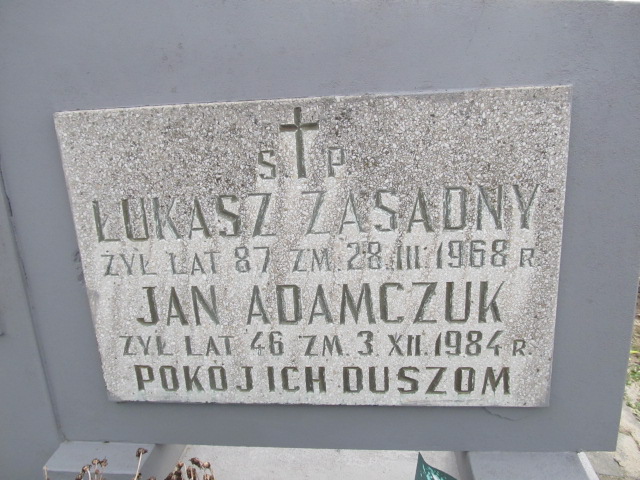 Ś. P.
ŁUKASZ ZASADNY
ŻYŁ LAT 87 ZM. 28.III.1968 R.
JAN ADAMCZUK
ŻYŁ LAT 46 ZM. 3.XII.1984 R.
POKÓJ ICH DUSZOM